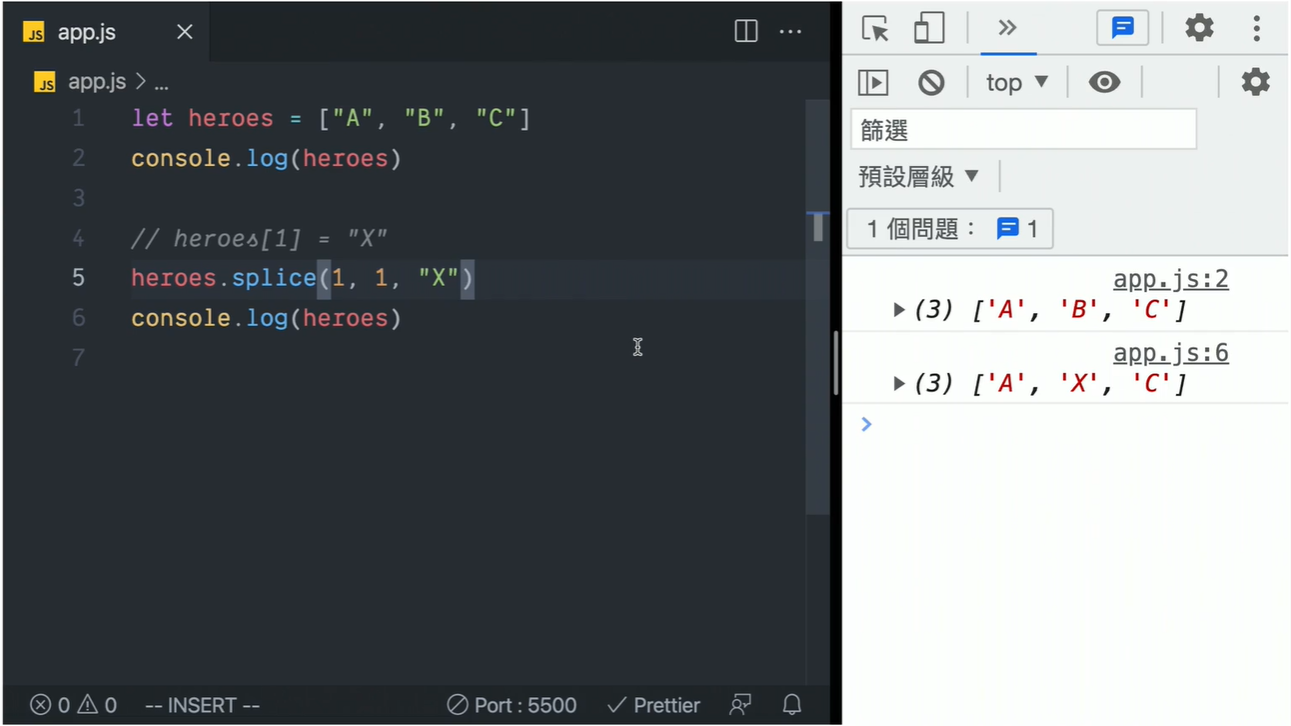 JS app.js
JS app.js > ...
1 let heroes = ["A", "B", "C"]
2 console.log(heroes)
3
4 // heroes[1] = "X"
5 heroes.splice(1, 1, "X")
6 console.log(heroes)
7
0 0 -- INSERT -- Port : 5500 Prettier
top
篩選
預設層級
1 個問題： 1
app.js:2
(3) ['A', 'B', 'C']
app.js:6
(3) ['A', 'X', 'C']